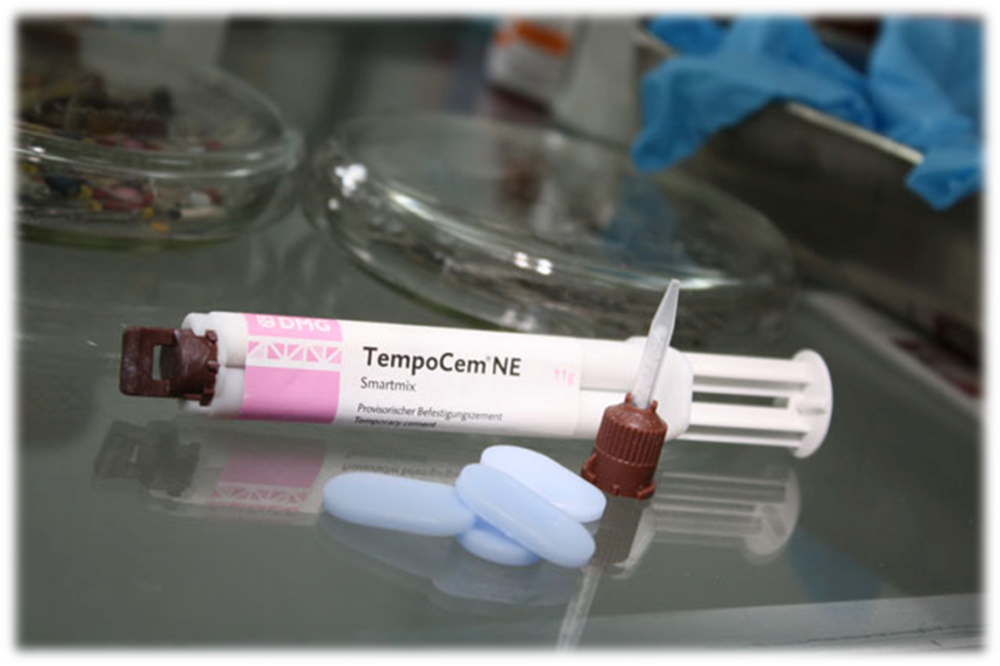 DMG
TempoCem® NE
11g
Smartmix
Provisorischer Befestigungszement
Temporary cement